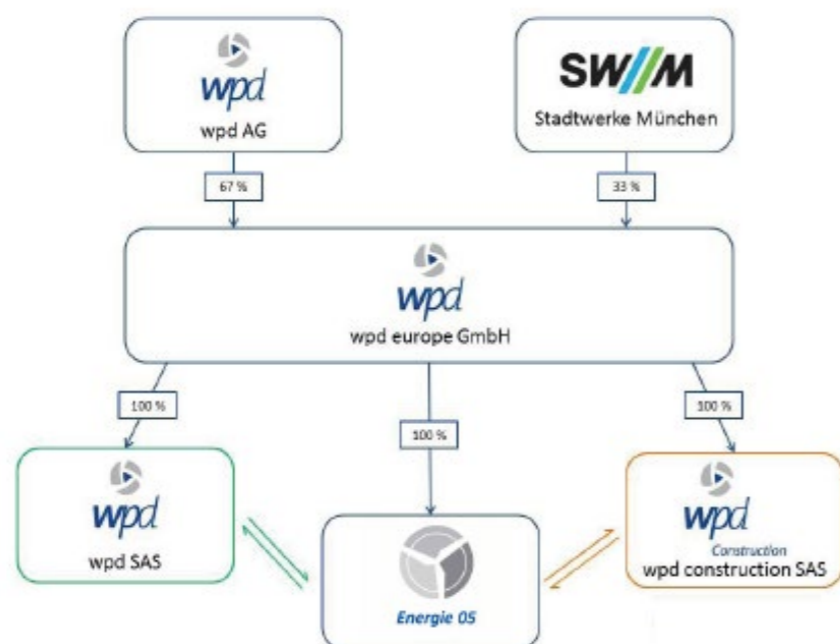 wpd
wpd AG
SW//M
Stadtwerke München
67 %
33 %
wpd
wpd europe GmbH
100 %
100 %
100 %
wpd
wpd SAS
Energie 05
wpd
Construction
wpd construction SAS